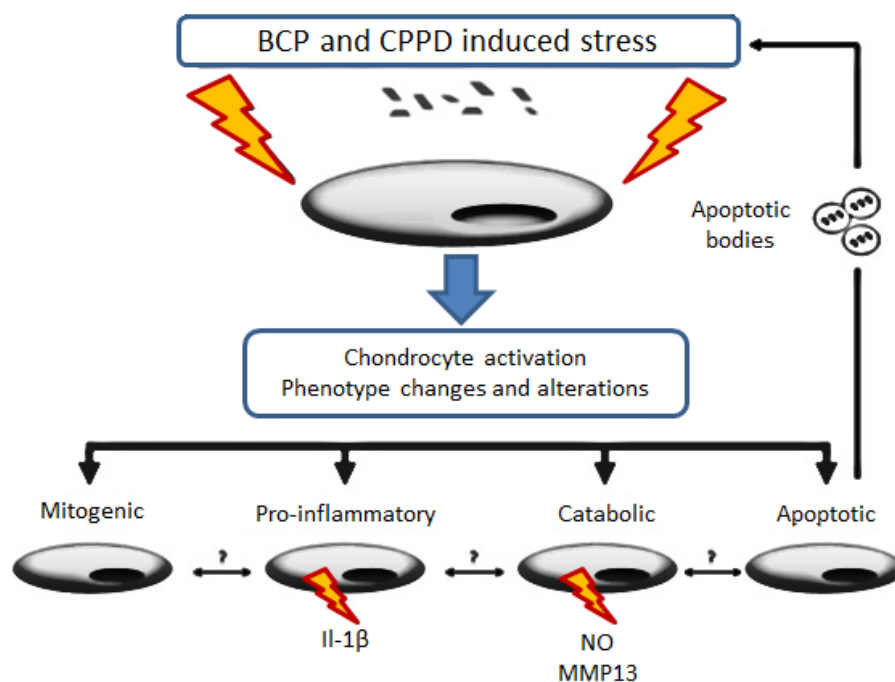 BCP and CPPD induced stress
Apoptotic
bodies
Chondrocyte activation
Phenotype changes and alterations
Mitogenic
Pro-inflammatory
Catabolic
Apoptotic
?
?
?
Il-1β
NO
MMP13